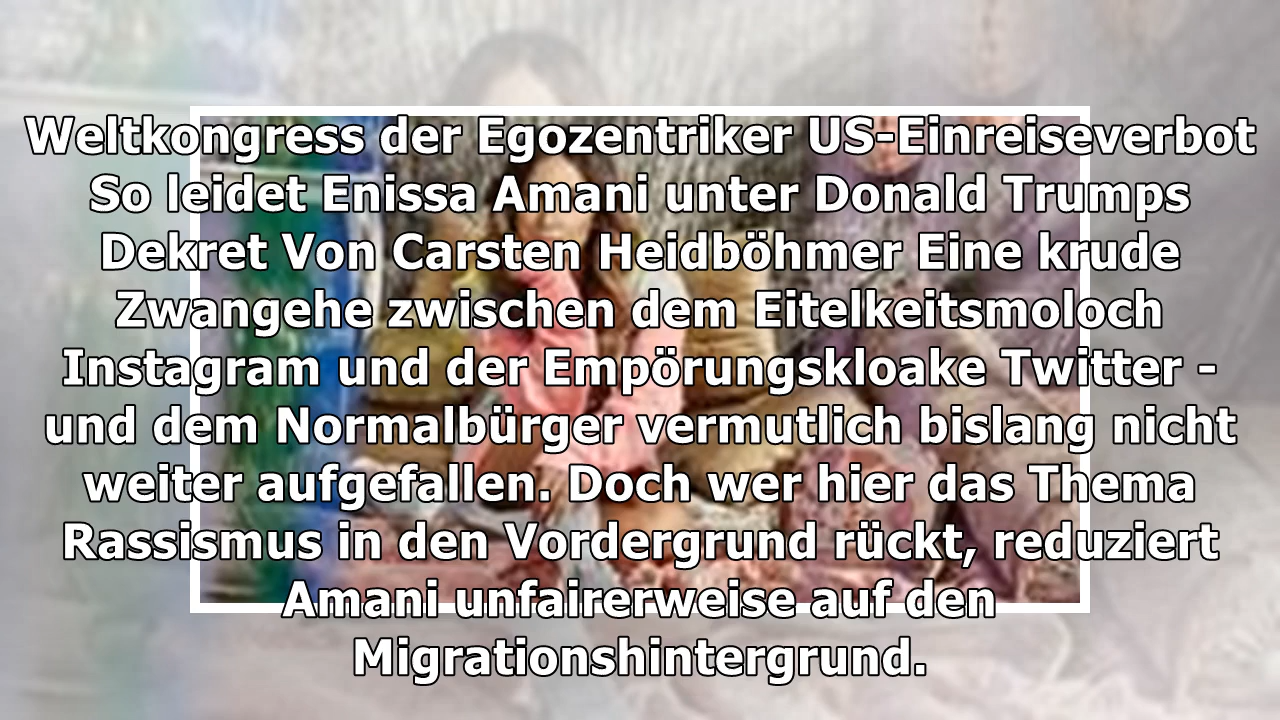 Weltkongress der Egozentriker US-Einreiseverbot
So leidet Enissa Amani unter Donald Trumps
Dekret Von Carsten Heidböhmer Eine krude
Zwangehe zwischen dem Eitelkeitsmoloch
Instagram und der Empörungskloake Twitter -
und dem Normalbürger vermutlich bislang nicht
weiter aufgefallen. Doch wer hier das Thema
Rassismus in den Vordergrund rückt, reduziert
Amani unfairerweise auf den
Migrationshintergrund.